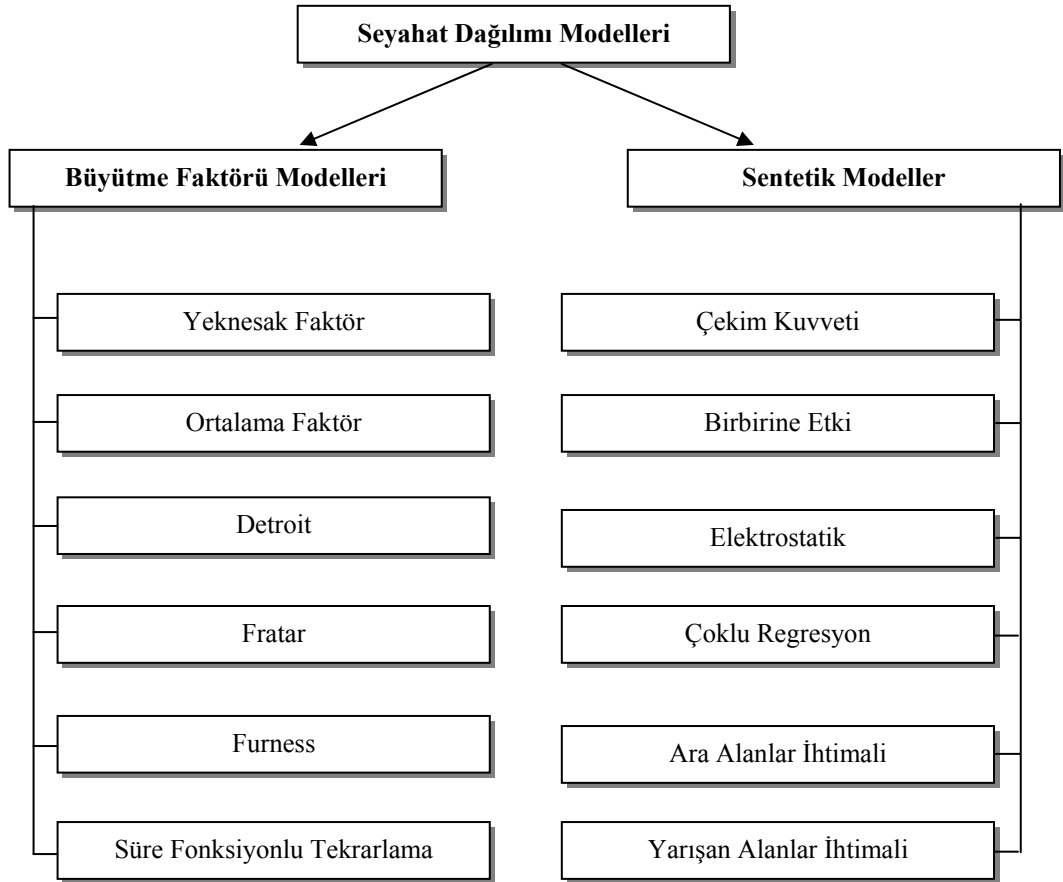 Seyahat Dağılımı Modelleri
Büyütme Faktörü Modelleri
Yeknesak Faktör
Ortalama Faktör
Detroit
Fratar
Furness
Süre Fonksiyonlu Tekrarlama
Sentetik Modeller
Çekim Kuvveti
Birbirine Etki
Elektrostatik
Çoklu Regresyon
Ara Alanlar İhtimali
Yarışan Alanlar İhtimali